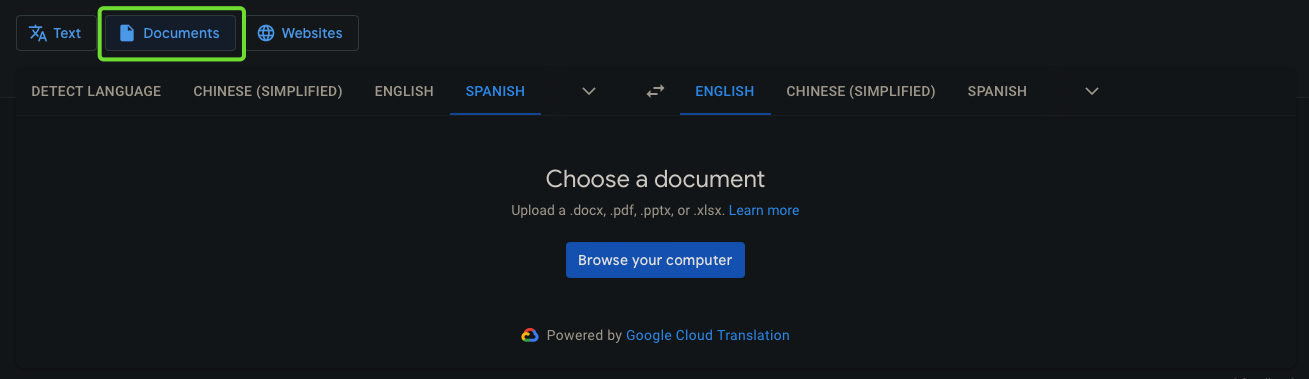 Text Documents Websites
DETECT LANGUAGE CHINESE (SIMPLIFIED) ENGLISH SPANISH ENGLISH CHINESE (SIMPLIFIED) SPANISH
Choose a document
Upload a .docx, .pdf, .pptx, or .xlsx. Learn more
Browse your computer
Powered by Google Cloud Translation